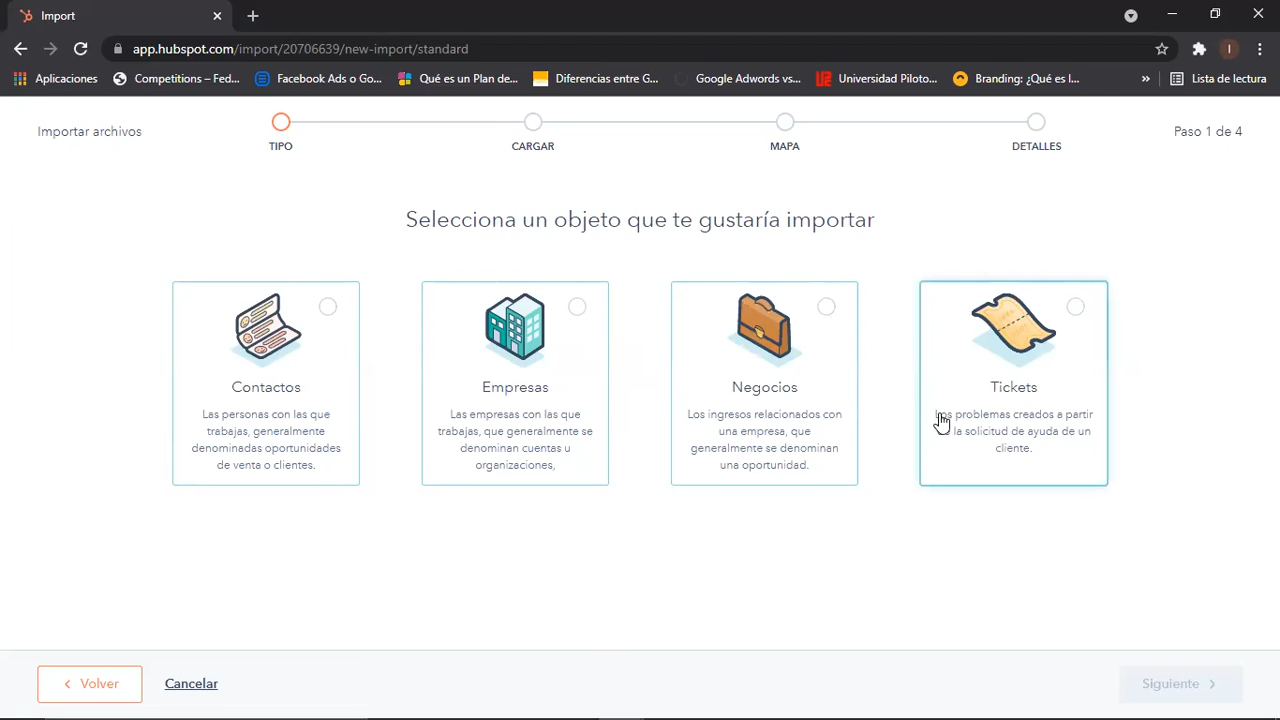 Import
app.hubspot.com/import/20706639/new-import/standard
I
Aplicaciones
Competitions – Fed...
Facebook Ads o Go...
Qué es un Plan de...
Diferencias entre G...
Google Adwords vs...
Universidad Piloto...
Branding: ¿Qué es l...
»
Lista de lectura
Importar archivos
TIPO
CARGAR
MAPA
DETALLES
Paso 1 de 4
Selecciona un objeto que te gustaría importar
Contactos
Las personas con las que
trabajas, generalmente
denominadas oportunidades
de venta o clientes.
Empresas
Las empresas con las que
trabajas, que generalmente se
denominan cuentas u
organizaciones,
Negocios
Los ingresos relacionados con
una empresa, que
generalmente se denominan
una oportunidad.
Tickets
Los problemas creados a partir
la solicitud de ayuda de un
cliente.
Volver
Cancelar
Siguiente